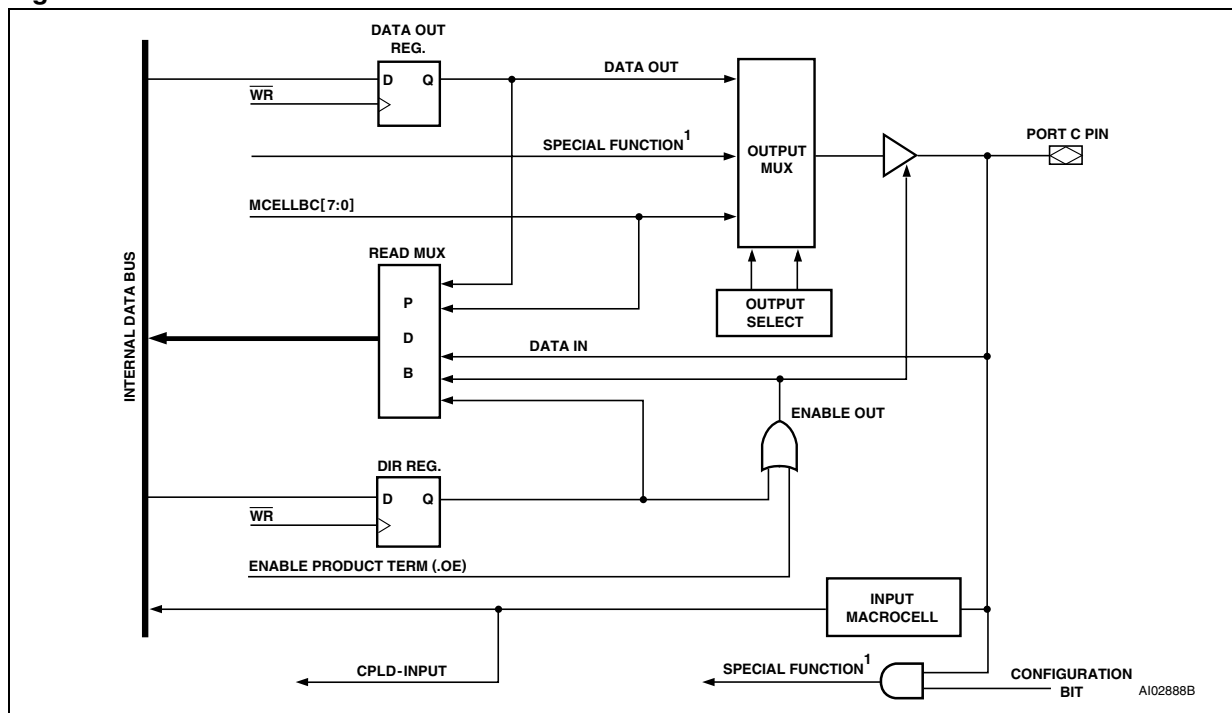 DATA OUT
REG.
D Q
WR
DATA OUT
SPECIAL FUNCTION1
OUTPUT
MUX
PORT C PIN
MCELLBC[7:0]
READ MUX
P
D
B
OUTPUT
SELECT
INTERNAL DATA BUS
DATA IN
ENABLE OUT
DIR REG.
D Q
WR
ENABLE PRODUCT TERM (.OE)
INPUT
MACROCELL
CPLD-INPUT
SPECIAL FUNCTION1
CONFIGURATION
BIT
AI02888B